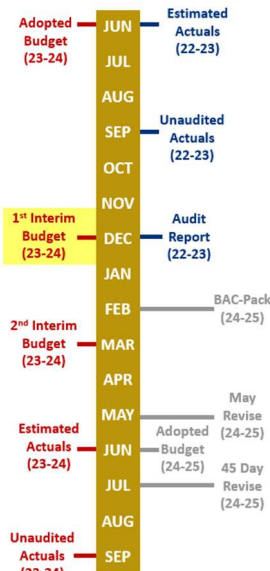 Adopted
Budget
(23-24)
JUN
Estimated
Actuals
(22-23)
JUL
AUG
SEP
Unaudited
Actuals
(22-23)
OCT
NOV
1st Interim
Budget
(23-24)
DEC
Audit
Report
(22-23)
JAN
FEB
BAC-Pack
(24-25)
2nd Interim
Budget
(23-24)
MAR
APR
MAY
May
Revise
(24-25)
Estimated
Actuals
(23-24)
JUN
Adopted
Budget
(24-25)
JUL
45 Day
Revise
(24-25)
AUG
Unaudited
Actuals
(23-24)
SEP